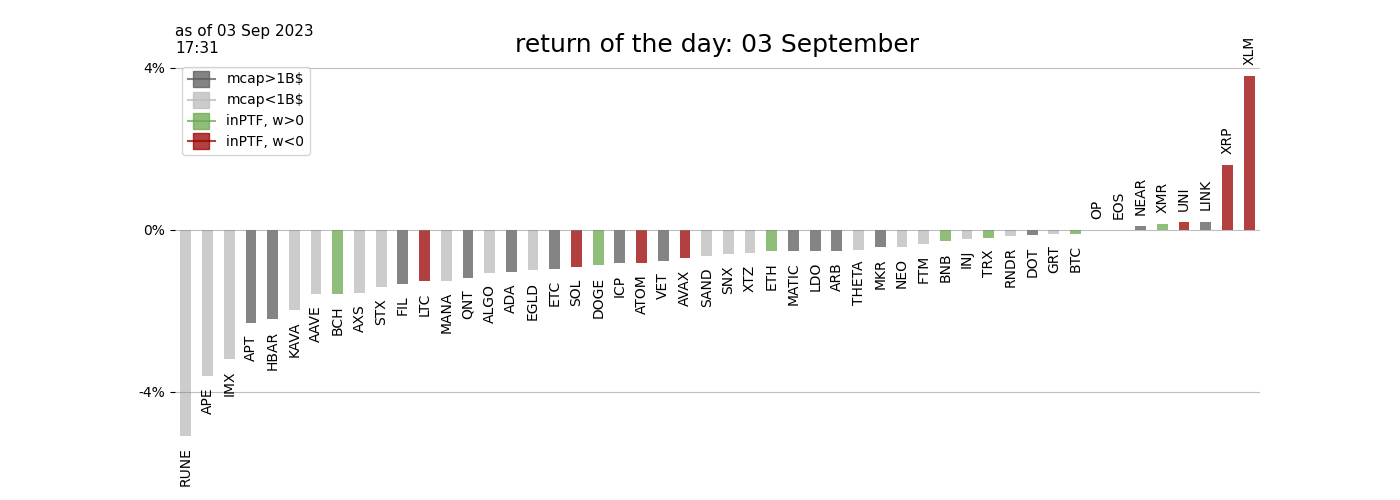 as of 03 Sep 2023
17:31
return of the day: 03 September
4%
0%
-4%
mcap>1B$
mcap<1B$
inPTF, w>0
inPTF, w<0
RUNE
APE
IMX
APT
HBAR
KAVA
AAVE
BCH
AXS
STX
FIL
LTC
MANA
QNT
ALGO
ADA
EGLD
ETC
SOL
DOGE
ICP
ATOM
VET
AVAX
SAND
SNX
XTZ
ETH
MATIC
LDO
ARB
THETA
MKR
NEO
FTM
BNB
INJ
TRX
RNDR
DOT
GRT
BTC
OP
EOS
NEAR
XMR
UNI
LINK
XRP
XLM